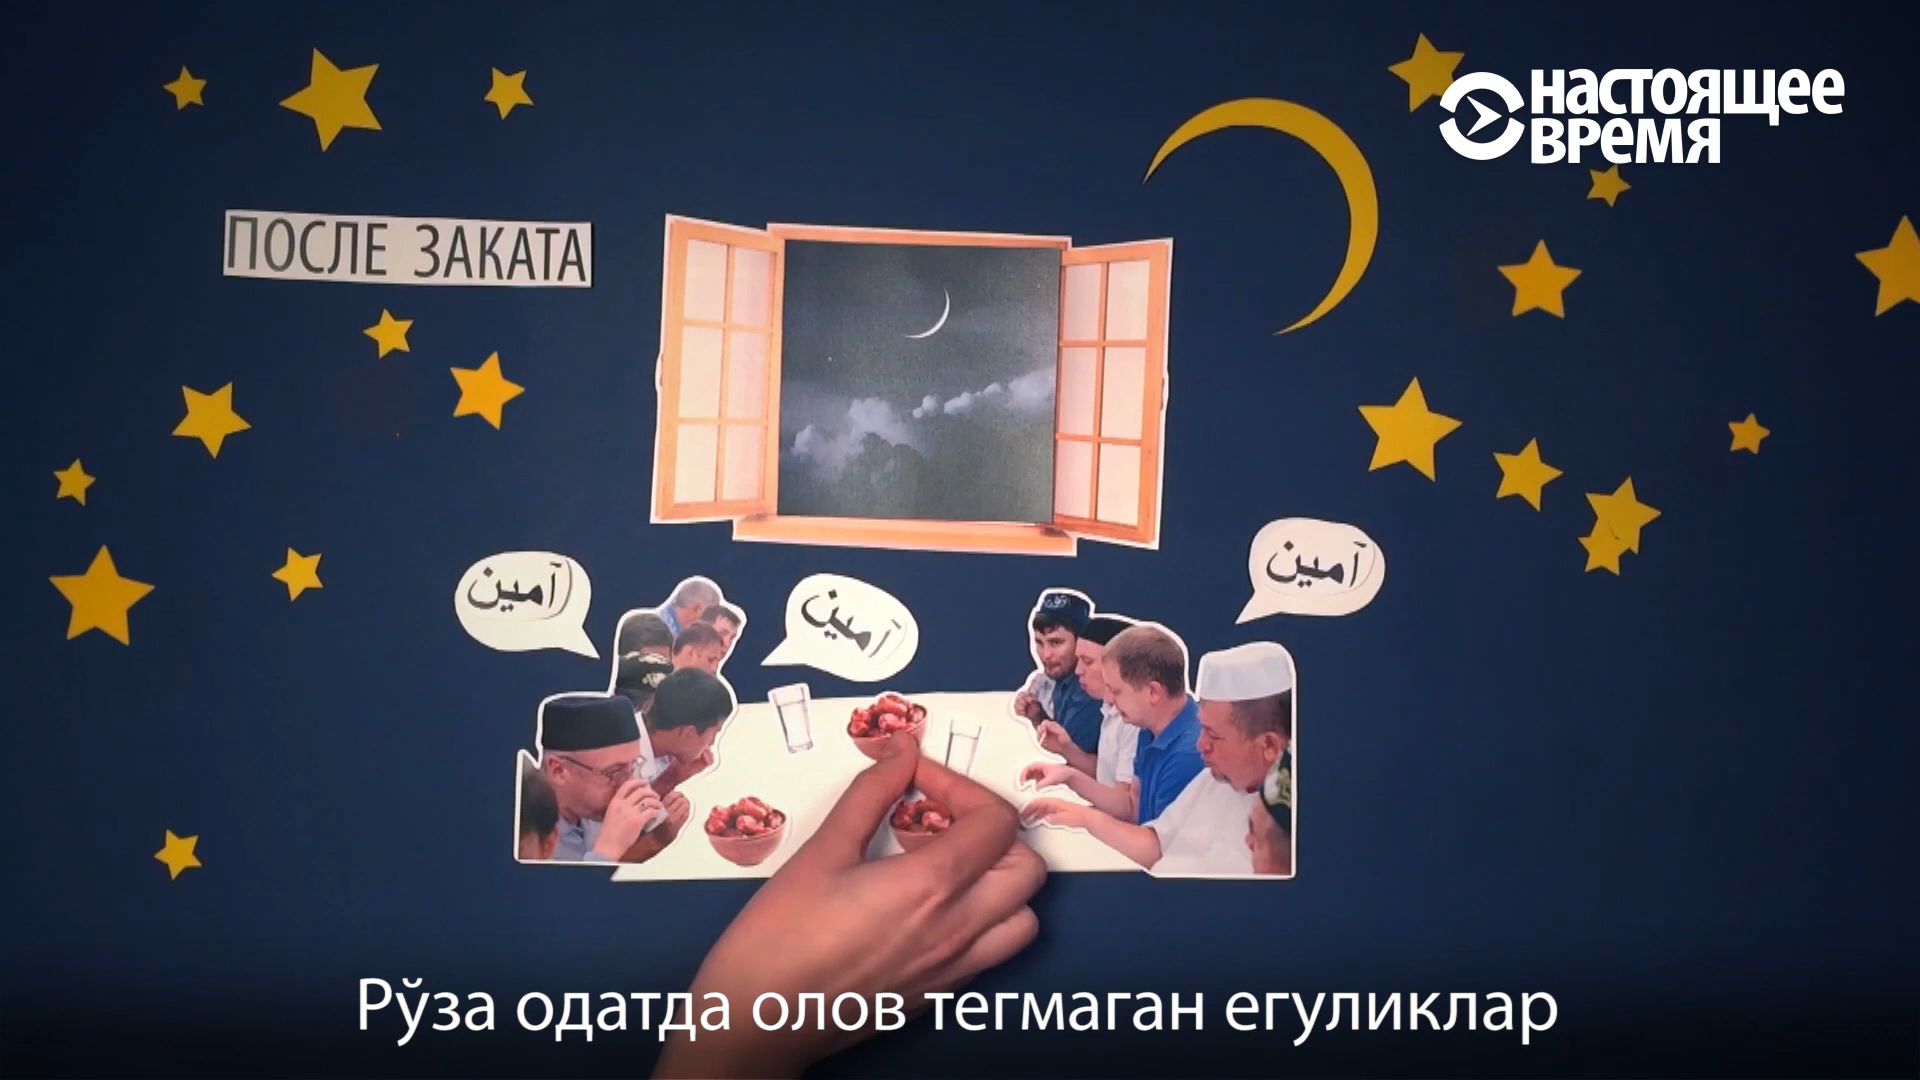 НАСТОЯЩЕЕ
ВРЕМЯ
ПОСЛЕ ЗАКАТА
آمين
آمين
آمين
Рўза одатда олов тегмаган егуликлар